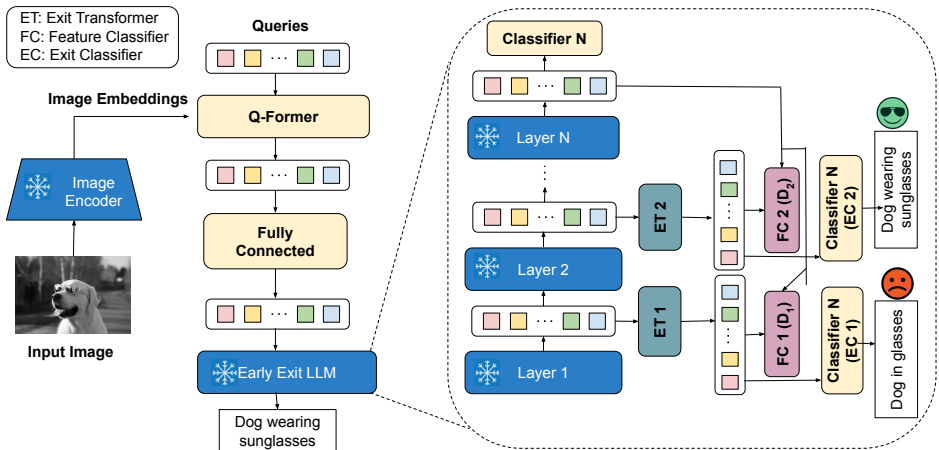 ET: Exit Transformer
FC: Feature Classifier
EC: Exit Classifier
Queries
Image Embeddings
Q-Former
Image
Encoder
Fully
Connected
Input Image
Early Exit LLM
Dog wearing
sunglasses
Classifier N
Layer N
Layer 2
Layer 1
ET 2
ET 1
FC 2 (D2)
FC 1 (D1)
Classifier N
(EC 2)
Classifier N
(EC 1)
Dog wearing
sunglasses
Dog in glasses